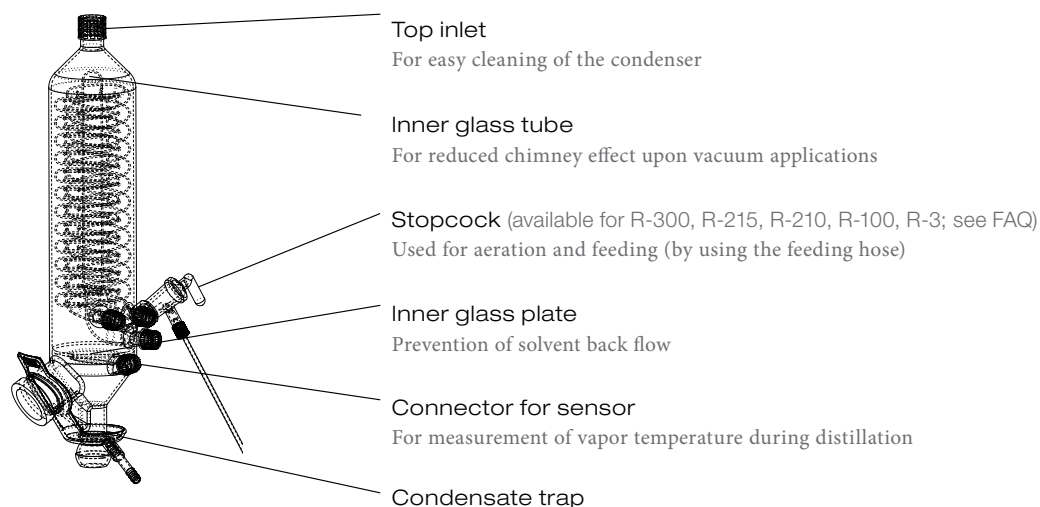 Top inlet
For easy cleaning of the condenser
Inner glass tube
For reduced chimney effect upon vacuum applications
Stopcock (available for R-300, R-215, R-210, R-100, R-3; see FAQ)
Used for aeration and feeding (by using the feeding hose)
Inner glass plate
Prevention of solvent back flow
Connector for sensor
For measurement of vapor temperature during distillation
Condensate trap